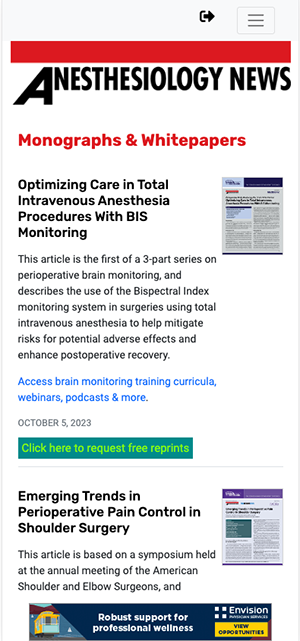 ANESTHESIOLOGY NEWS
Monographs & Whitepapers
Optimizing Care in Total
Intravenous Anesthesia
Procedures With BIS
Monitoring
This article is the first of a 3-part series on
perioperative brain monitoring, and
describes the use of the Bispectral Index
monitoring system in surgeries using total
intravenous anesthesia to help mitigate
risks for potential adverse effects and
enhance postoperative recovery.
Access brain monitoring training curricula,
webinars, podcasts & more.
OCTOBER 5, 2023
Click here to request free reprints
Emerging Trends in
Perioperative Pain Control in
Shoulder Surgery
This article is based on a symposium held
at the annual meeting of the American
Shoulder and Elbow Surgeons, and
Robust support for
professional wellness
Envision
PHYSICIAN SERVICES
VIEW
OPPORTUNITIES